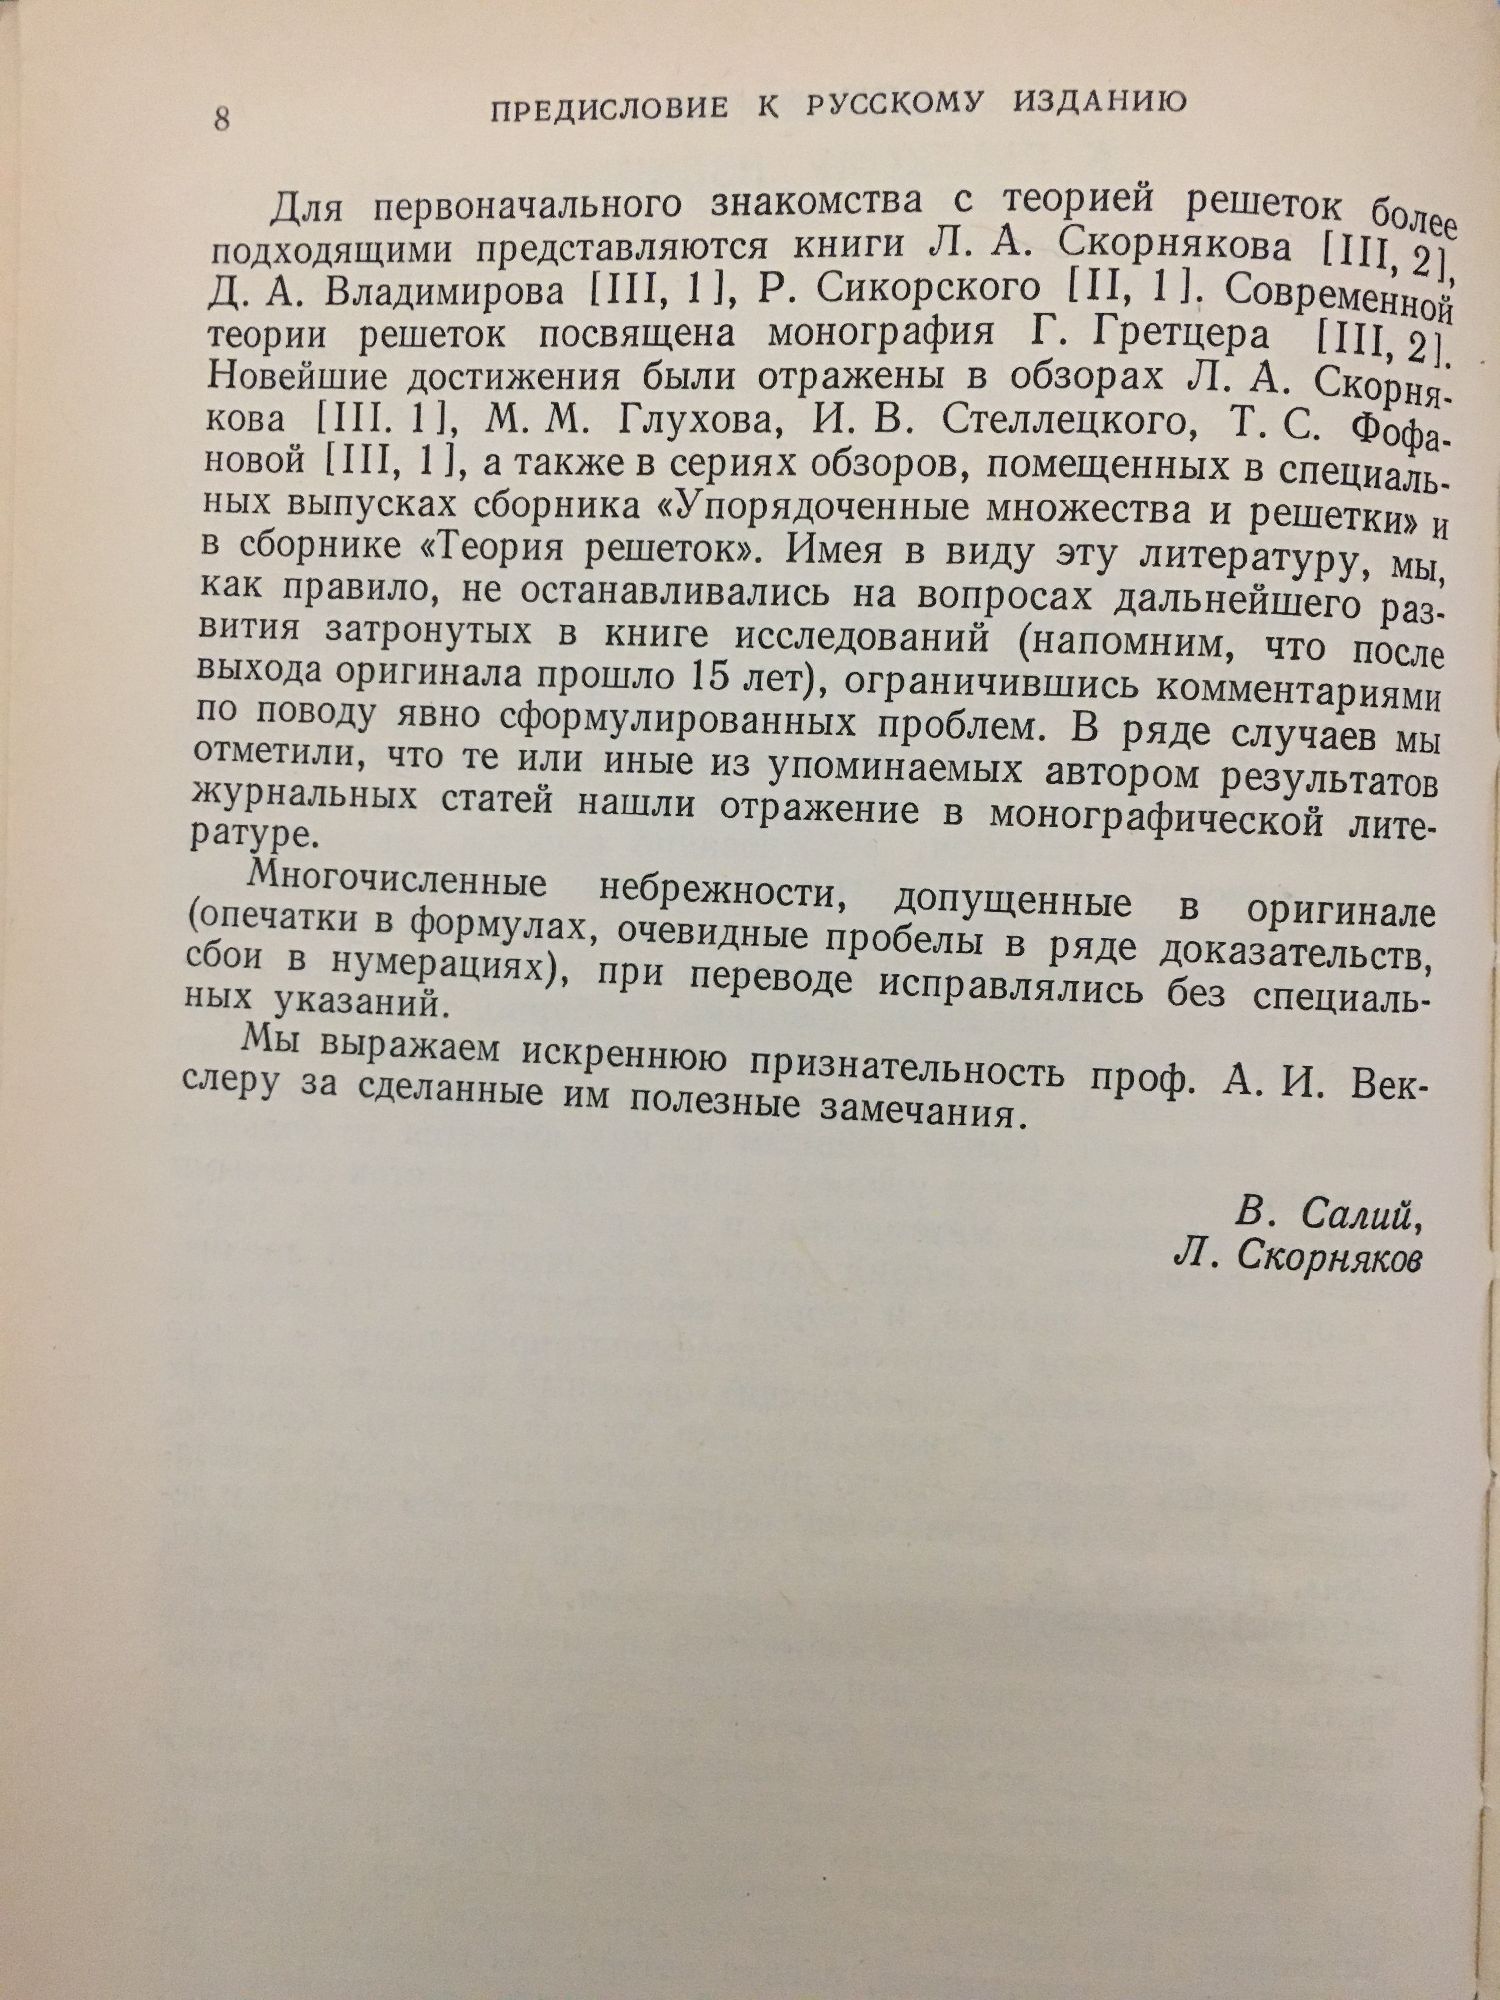 8 ПРЕДИСЛОВИЕ К РУССКОМУ ИЗДАНИЮ
Для первоначального знакомства с теорией решеток более
подходящими представляются книги Л. А. Скорнякова [III, 2],
Д. А. Владимирова [III, 1], Р. Сикорского [II, 1]. Современной
теории решеток посвящена монография Г. Гретцера [III, 2].
Новейшие достижения были отражены в обзорах Л. А. Скорня-
кова [III. 1], М. М. Глухова, И. В. Стеллецкого, Т. С. Фофа-
новой [III, 1], а также в сериях обзоров, помещенных в специаль-
ных выпусках сборника «Упорядоченные множества и решетки» и
в сборнике «Теория решеток». Имея в виду эту литературу, мы,
как правило, не останавливались на вопросах дальнейшего раз-
вития затронутых в книге исследований (напомним, что после
выхода оригинала прошло 15 лет), ограничившись комментариями
по поводу явно сформулированных проблем. В ряде случаев мы
отметили, что те или иные из упоминаемых автором результатов
журнальных статей нашли отражение в монографической лите-
ратуре.
Многочисленные небрежности, допущенные в оригинале
(опечатки в формулах, очевидные пробелы в ряде доказательств,
сбои в нумерациях), при переводе исправлялись без специаль-
ных указаний.
Мы выражаем искреннюю признательность проф. А. И. Век-
слеру за сделанные им полезные замечания.
В. Салий,
Л. Скорняков